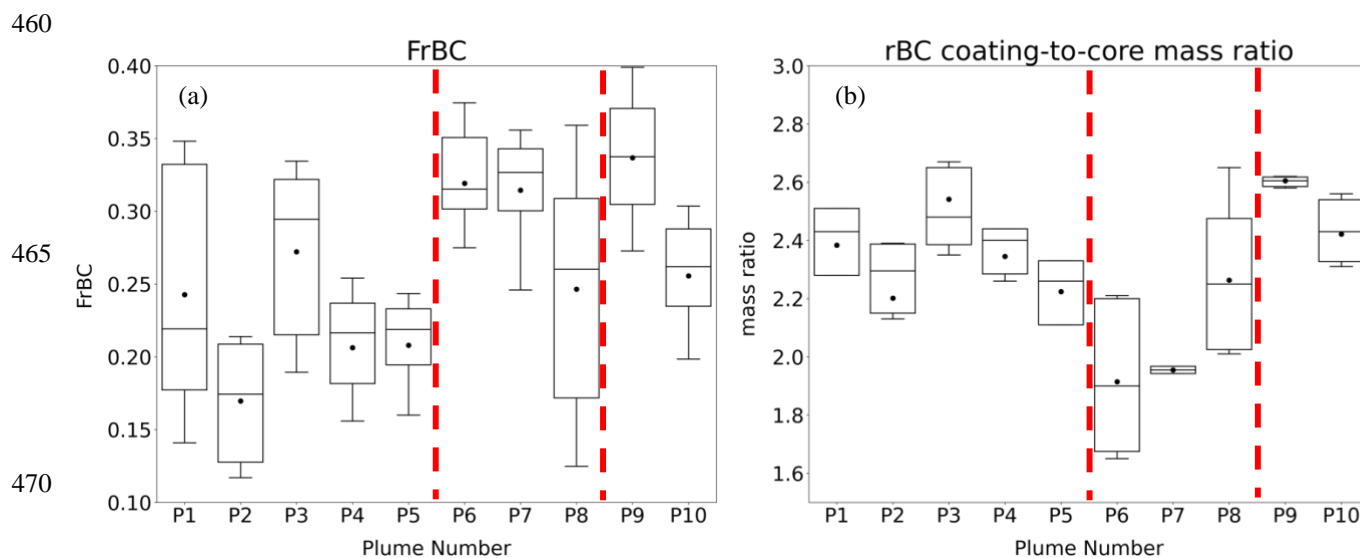 460
FrBC
rBC coating-to-core mass ratio
(a)
(b)
0.40
0.35
0.30
0.25
0.20
0.15
0.10
FrBC
3.0
2.8
2.6
2.4
2.2
2.0
1.8
1.6
mass ratio
465
470
P1 P2 P3 P4 P5 P6 P7 P8 P9 P10
P1 P2 P3 P4 P5 P6 P7 P8 P9 P10
Plume Number
Plume Number